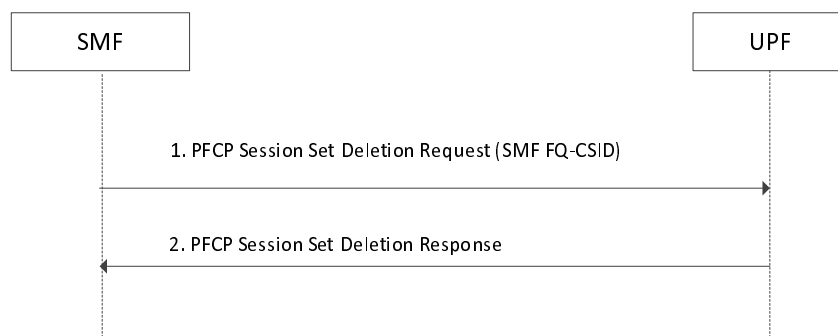 SMF
UPF
1. PFCP Session Set Deletion Request (SMF FQ-CSID)
2. PFCP Session Set Deletion Response